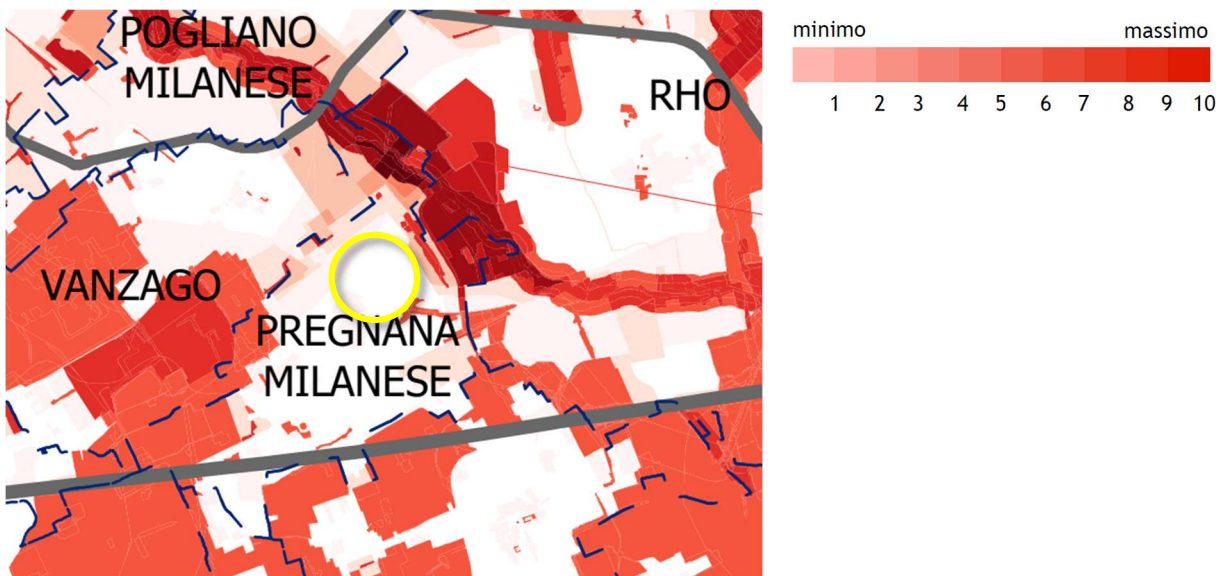 POGLIANO
MILANESE
RHO
VANZAGO
PREGNANA
MILANESE
minimo massimo
1 2 3 4 5 6 7 8 9 10